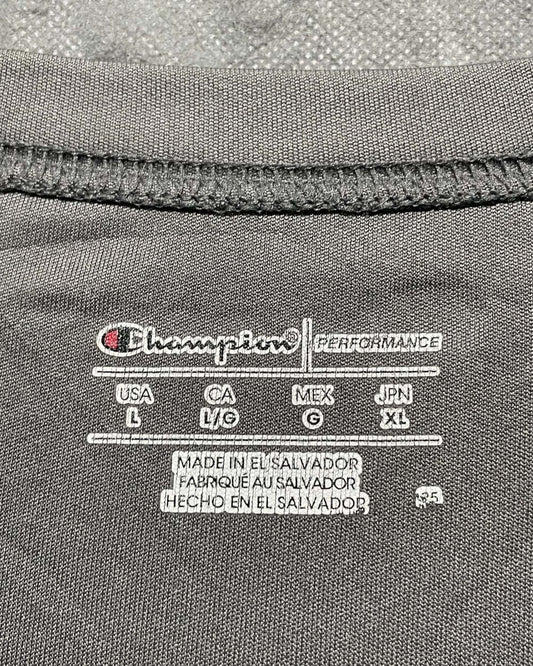 Champion® PERFORMANCE
USA CA MEX JPN
L L/G G XL
MADE IN EL SALVADOR
FABRIQUÉ AU SALVADOR
HECHO EN EL SALVADOR